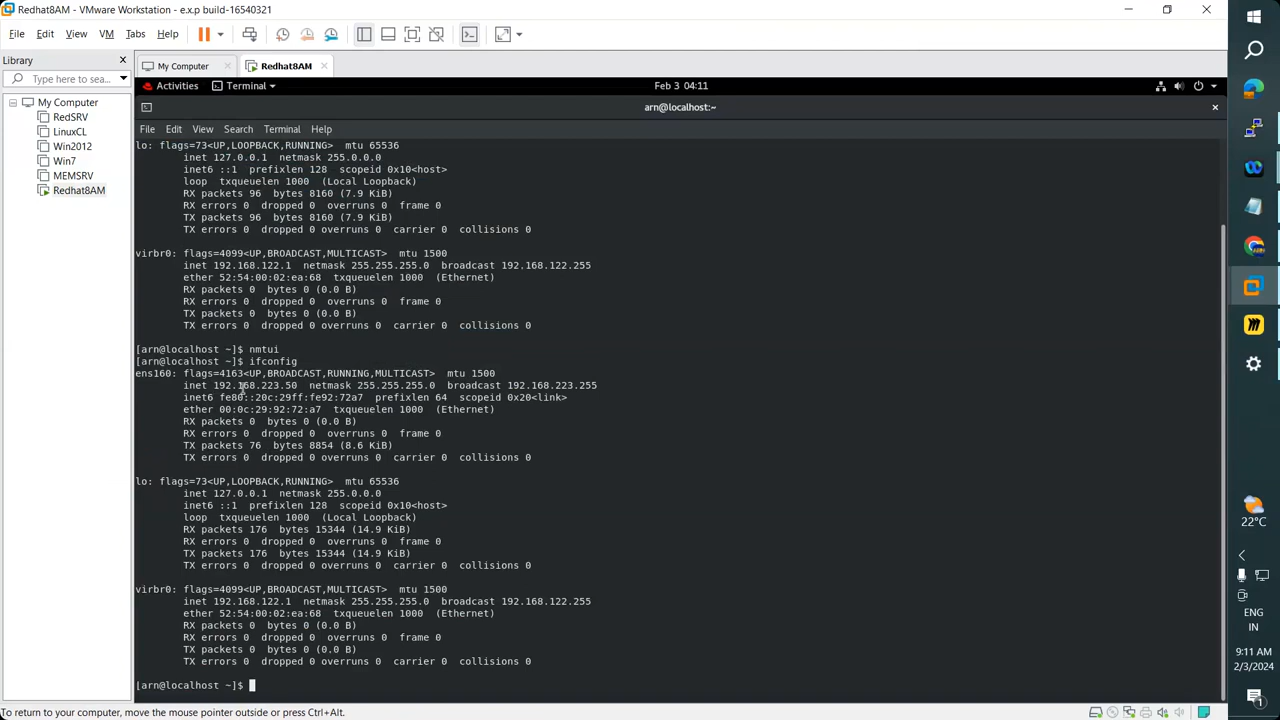 Redhat8AM - VMware Workstation - e.x.p build-16540321
File Edit View VM Tabs Help
Library
Type here to sea...
My Computer
RedSRV
LinuxCL
Win2012
Win7
MEMSRV
Redhat8AM
My Computer
Redhat8AM
Activities
Terminal
Feb 3 04:11
arn@localhost:~
File Edit View Search Terminal Help
lo: flags=73<UP,LOOPBACK,RUNNING>  mtu 65536
inet 127.0.0.1  netmask 255.0.0.0
inet6 ::1  prefixlen 128  scopeid 0x10<host>
loop  txqueuelen 1000  (Local Loopback)
RX packets 96  bytes 8160 (7.9 KiB)
RX errors 0  dropped 0  overruns 0  frame 0
TX packets 96  bytes 8160 (7.9 KiB)
TX errors 0  dropped 0 overruns 0  carrier 0  collisions 0
virbr0: flags=4099<UP,BROADCAST,MULTICAST>  mtu 1500
inet 192.168.122.1  netmask 255.255.255.0  broadcast 192.168.122.255
ether 52:54:00:02:ea:68  txqueuelen 1000  (Ethernet)
RX packets 0  bytes 0 (0.0 B)
RX errors 0  dropped 0  overruns 0  frame 0
TX packets 0  bytes 0 (0.0 B)
TX errors 0  dropped 0 overruns 0  carrier 0  collisions 0
[arn@localhost ~]$ nmtui
[arn@localhost ~]$ ifconfig
ens160: flags=4163<UP,BROADCAST,RUNNING,MULTICAST>  mtu 1500
inet 192.168.223.50  netmask 255.255.255.0  broadcast 192.168.223.255
inet6 fe80::20c:29ff:fe92:72a7  prefixlen 64  scopeid 0x20<link>
ether 00:0c:29:92:72:a7  txqueuelen 1000  (Ethernet)
RX packets 0  bytes 0 (0.0 B)
RX errors 0  dropped 0  overruns 0  frame 0
TX packets 76  bytes 8854 (8.6 KiB)
TX errors 0  dropped 0 overruns 0  carrier 0  collisions 0
lo: flags=73<UP,LOOPBACK,RUNNING>  mtu 65536
inet 127.0.0.1  netmask 255.0.0.0
inet6 ::1  prefixlen 128  scopeid 0x10<host>
loop  txqueuelen 1000  (Local Loopback)
RX packets 176  bytes 15344 (14.9 KiB)
RX errors 0  dropped 0  overruns 0  frame 0
TX packets 176  bytes 15344 (14.9 KiB)
TX errors 0  dropped 0 overruns 0  carrier 0  collisions 0
virbr0: flags=4099<UP,BROADCAST,MULTICAST>  mtu 1500
inet 192.168.122.1  netmask 255.255.255.0  broadcast 192.168.122.255
ether 52:54:00:02:ea:68  txqueuelen 1000  (Ethernet)
RX packets 0  bytes 0 (0.0 B)
RX errors 0  dropped 0  overruns 0  frame 0
TX packets 0  bytes 0 (0.0 B)
TX errors 0  dropped 0 overruns 0  carrier 0  collisions 0
[arn@localhost ~]$
To return to your computer, move the mouse pointer outside or press Ctrl+Alt.
22°C
ENG
IN
9:11 AM
2/3/2024
1